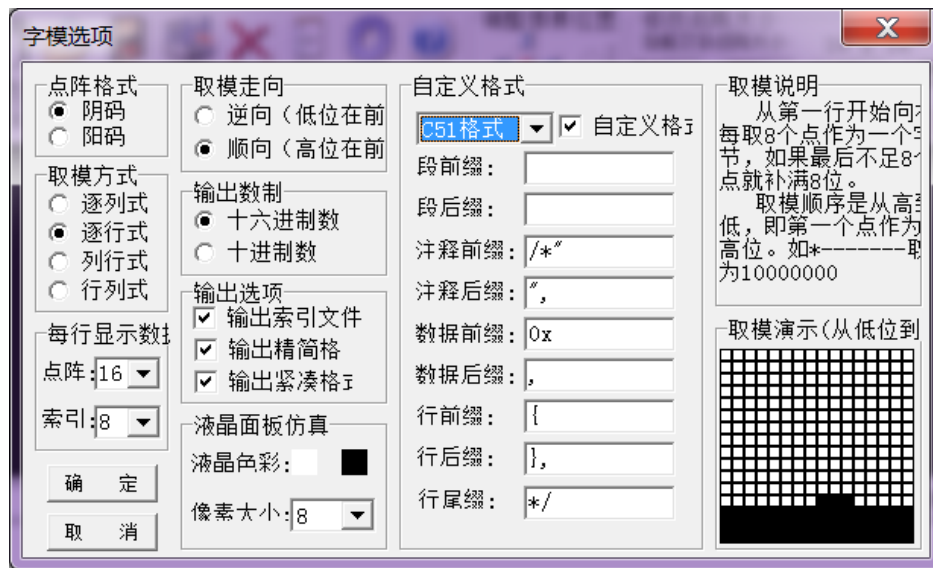 字模选项
点阵格式
阴码
阳码
取模方式
逐列式
逐行式
列行式
行列式
每行显示数据
点阵:16
索引:8
确 定
取 消
取模走向
逆向(低位在前
顺向(高位在前
输出数制
十六进制数
十进制数
输出选项
输出索引文件
输出精简格
输出紧凑格式
液晶面板仿真
液晶色彩:
像素大小:8
自定义格式
C51格式
自定义格式
段前缀:
段后缀:
注释前缀: /*"
注释后缀: ",
数据前缀: 0x
数据后缀: ,
行前缀: {
行后缀: },
行尾缀: */
取模说明
从第一行开始向
每取8个点作为一个字
节,如果最后不足8个
点就补满8位。
取模顺序是从高到
低,即第一个点作为
高位。如*-------取
为10000000
取模演示(从低位到